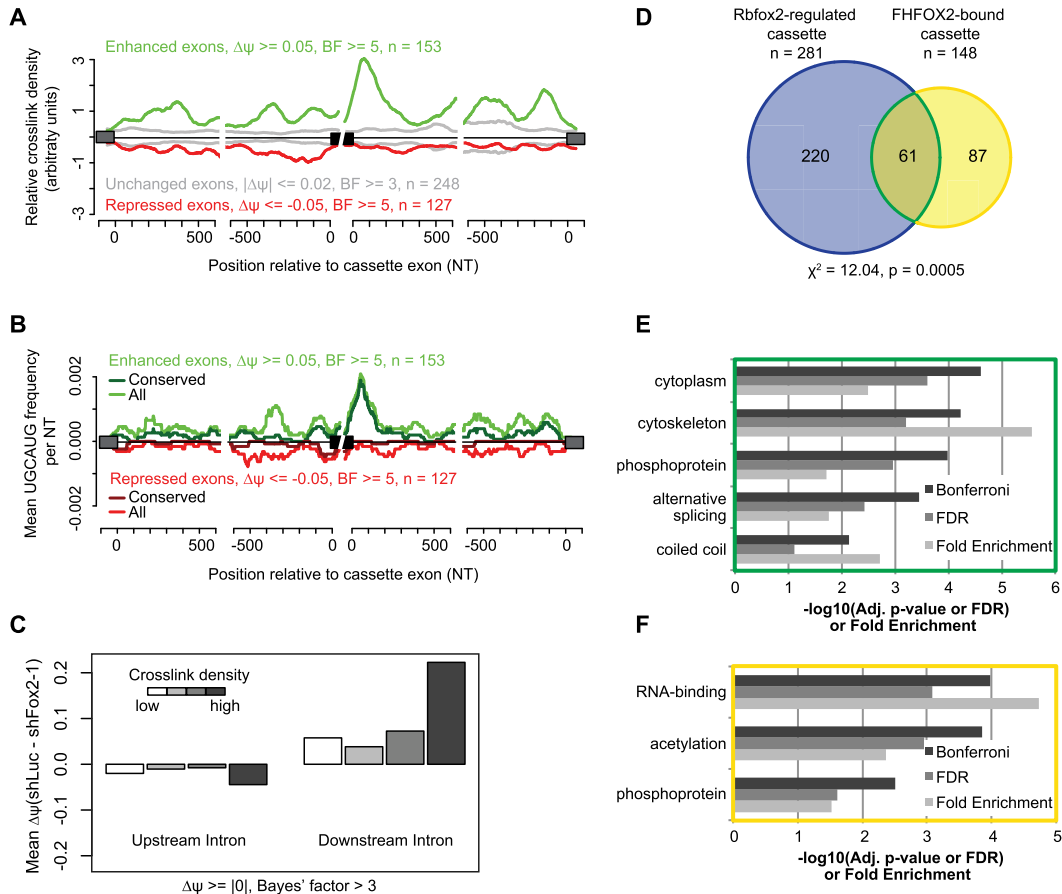 A
Enhanced exons, Δψ >= 0.05, BF >= 5, n = 153
Relative crosslink density
(arbitraty units)
3
1
-1
-3
Unchanged exons, |Δψ| <= 0.02, BF >= 3, n = 248
Repressed exons, Δψ <= -0.05, BF >= 5, n = 127
0 500 -500 0 500 -500 0
Position relative to cassette exon (NT)
B
Enhanced exons, Δψ >= 0.05, BF >= 5, n = 153
Conserved
All
Mean UGCAUG frequency
per NT
0.002
0.000
-0.002
Repressed exons, Δψ <= -0.05, BF >= 5, n = 127
Conserved
All
0 500 -500 0 500 -500 0
Position relative to cassette exon (NT)
C
Mean Δψ(shLuc - shFox2-1)
0.2
0.1
0.0
-0.1
-0.2
Crosslink density
low high
Upstream Intron Downstream Intron
Δψ >= |0|, Bayes' factor > 3
D
Rbfox2-regulated
cassette
n = 281
FHFOX2-bound
cassette
n = 148
220 61 87
χ² = 12.04, p = 0.0005
E
cytoplasm
cytoskeleton
phosphoprotein
alternative
splicing
coiled coil
Bonferroni
FDR
Fold Enrichment
0 1 2 3 4 5 6
-log10(Adj. p-value or FDR)
or Fold Enrichment
F
RNA-binding
acetylation
phosphoprotein
Bonferroni
FDR
Fold Enrichment
0 1 2 3 4 5
-log10(Adj. p-value or FDR)
or Fold Enrichment